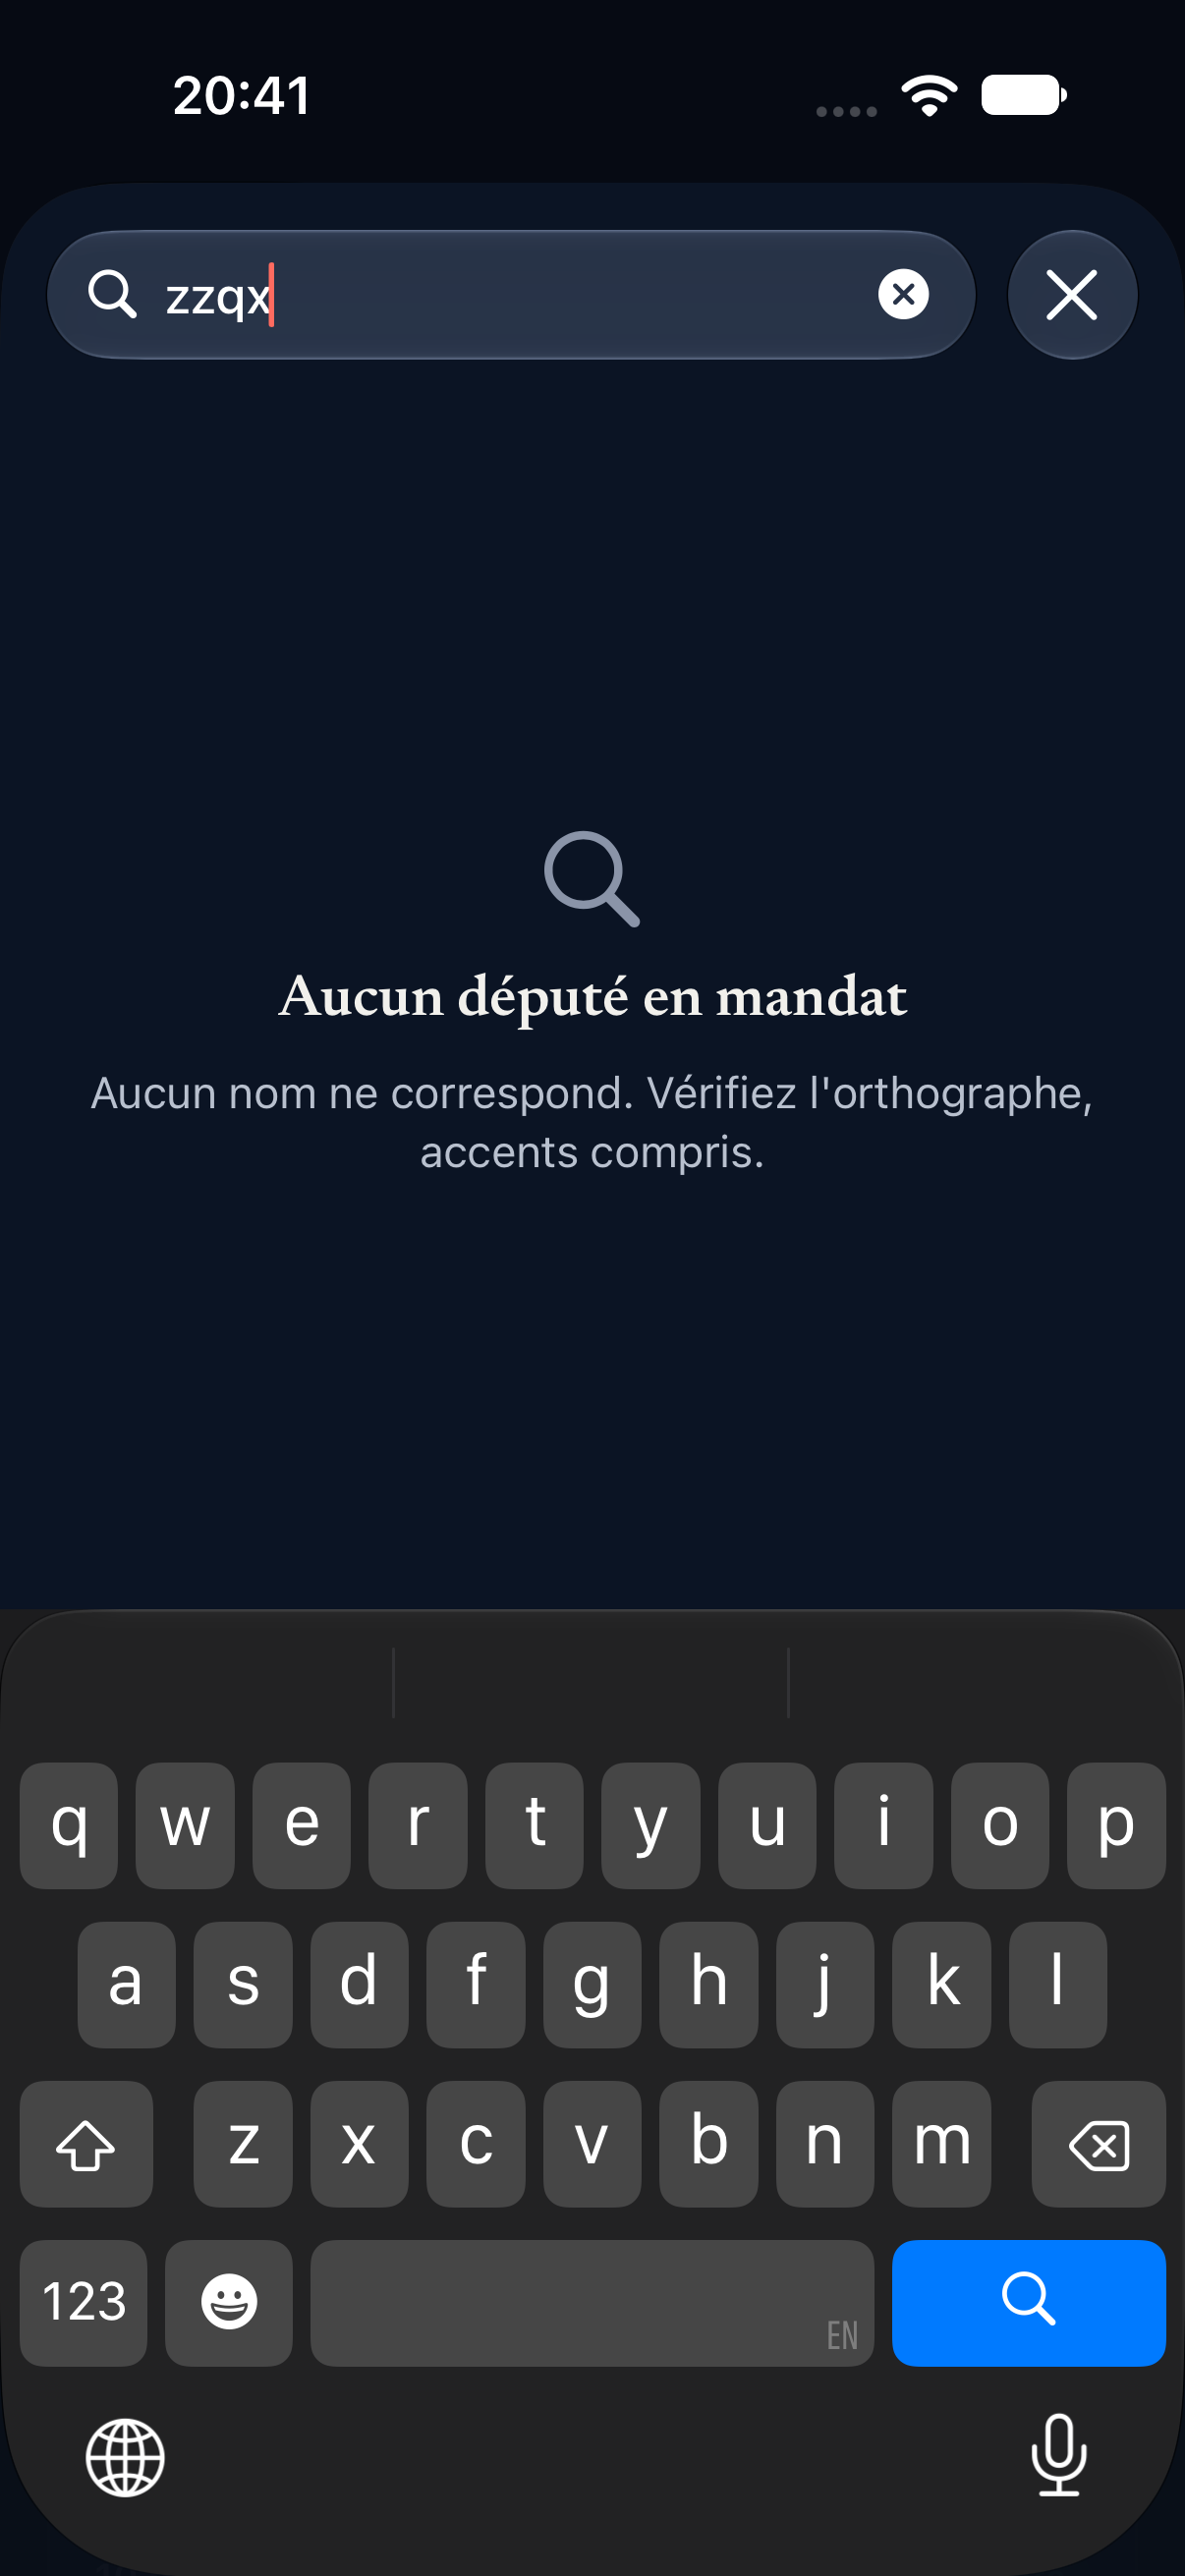 20:41
zzqx
Aucun député en mandat
Aucun nom ne correspond. Vérifiez l'orthographe,
accents compris.
q w e r t y u i o p
a s d f g h j k l
z x c v b n m
123
EN